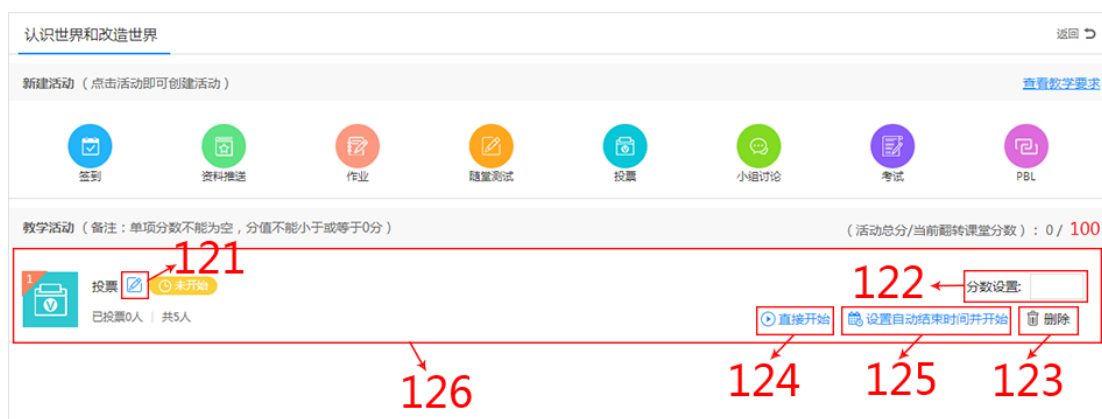 认识世界和改造世界 返回
新建活动（点击活动即可创建活动） 查看教学要求
签到 资料推送 作业 随堂测试 投票 小组讨论 考试 PBL
教学活动（备注：单项分数不能为空，分值不能小于或等于0分） （活动总分/当前翻转课堂分数）：0 / 100
121
1 投票 未开始 122 分数设置:
已投票0人 | 共5人 直接开始 设置自动结束时间并开始 删除
126 124 125 123